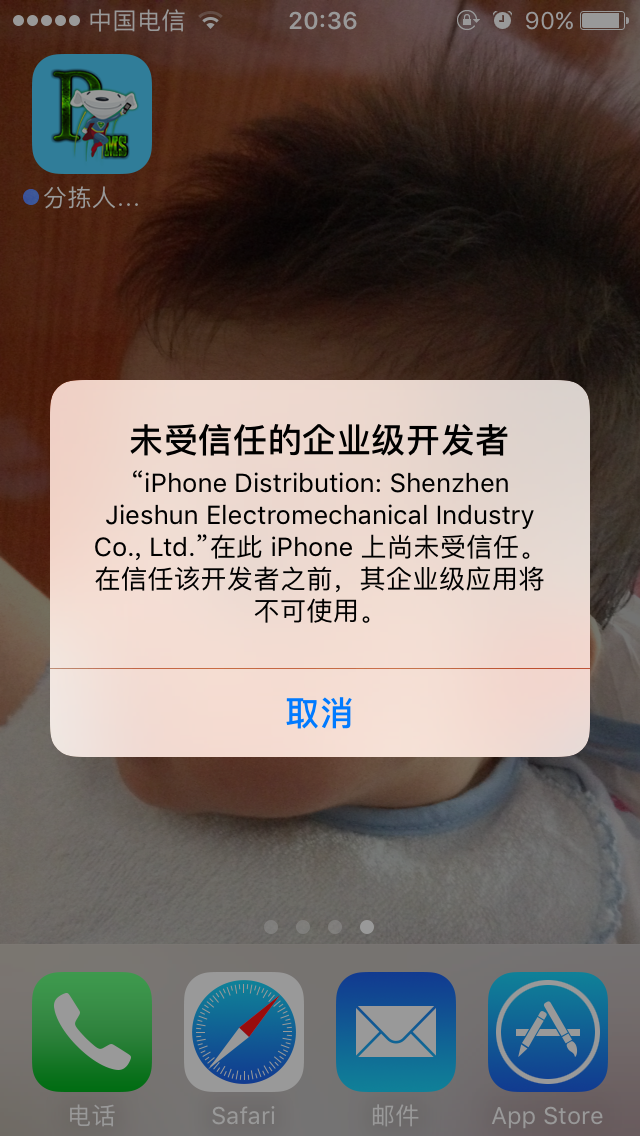 中国电信 20:36 90%
P
MS
分拣人...
未受信任的企业级开发者
“iPhone Distribution: Shenzhen
Jieshun Electromechanical Industry
Co., Ltd.”在此 iPhone 上尚未受信任。
在信任该开发者之前，其企业级应用将
不可使用。
取消
电话 Safari 邮件 App Store